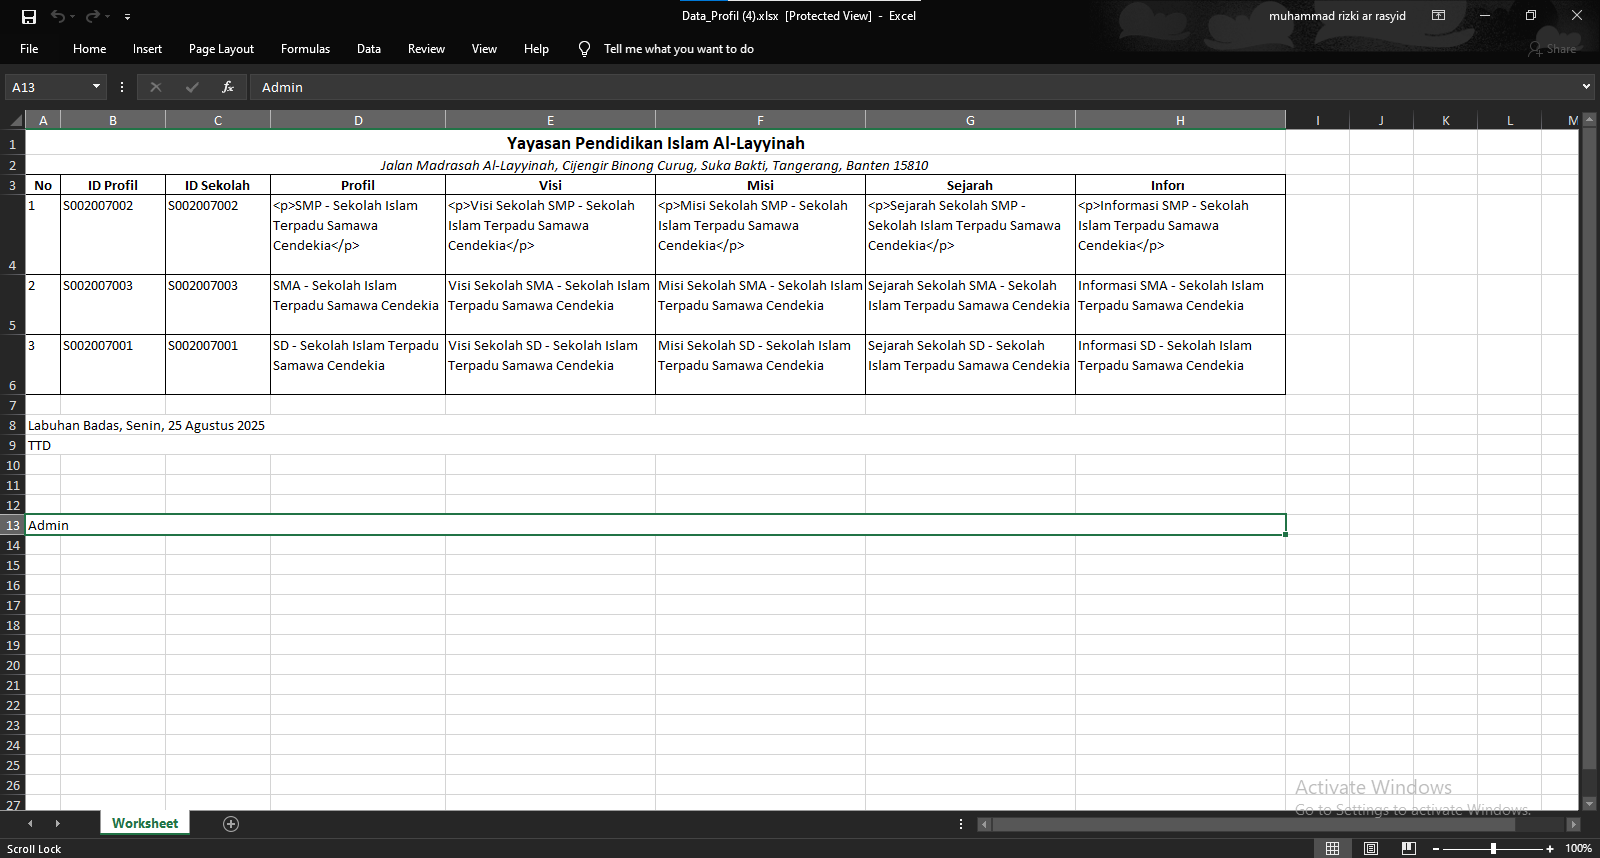 Data_Profil (4).xlsx  [Protected View]  -  Excel
muhammad rizki ar rasyid
File Home Insert Page Layout Formulas Data Review View Help Tell me what you want to do Share
A13 fx Admin
A B C D E F G H I J K L M
1 Yayasan Pendidikan Islam Al-Layyinah
2 Jalan Madrasah Al-Layyinah, Cijengir Binong Curug, Suka Bakti, Tangerang, Banten 15810
3 No ID Profil ID Sekolah Profil Visi Misi Sejarah Infori
1 S002007002 S002007002 <p>SMP - Sekolah Islam <p>Visi Sekolah SMP - Sekolah <p>Misi Sekolah SMP - Sekolah <p>Sejarah Sekolah SMP - <p>Informasi SMP - Sekolah
Terpadu Samawa Islam Terpadu Samawa Islam Terpadu Samawa Sekolah Islam Terpadu Samawa Islam Terpadu Samawa
Cendekia</p> Cendekia</p> Cendekia</p> Cendekia</p> Cendekia</p>
4
2 S002007003 S002007003 SMA - Sekolah Islam Visi Sekolah SMA - Sekolah Islam Misi Sekolah SMA - Sekolah Islam Sejarah Sekolah SMA - Sekolah Informasi SMA - Sekolah Islam
Terpadu Samawa Cendekia Terpadu Samawa Cendekia Terpadu Samawa Cendekia Islam Terpadu Samawa Cendekia Terpadu Samawa Cendekia
5
3 S002007001 S002007001 SD - Sekolah Islam Terpadu Visi Sekolah SD - Sekolah Islam Misi Sekolah SD - Sekolah Islam Sejarah Sekolah SD - Sekolah Informasi SD - Sekolah Islam
Samawa Cendekia Terpadu Samawa Cendekia Terpadu Samawa Cendekia Islam Terpadu Samawa Cendekia Terpadu Samawa Cendekia
6
7
8 Labuhan Badas, Senin, 25 Agustus 2025
9 TTD
10
11
12
13 Admin
14
15
16
17
18
19
20
21
22
23
24
25
26
27
Activate Windows
Go to Settings to activate Windows.
Worksheet
Scroll Lock
100%